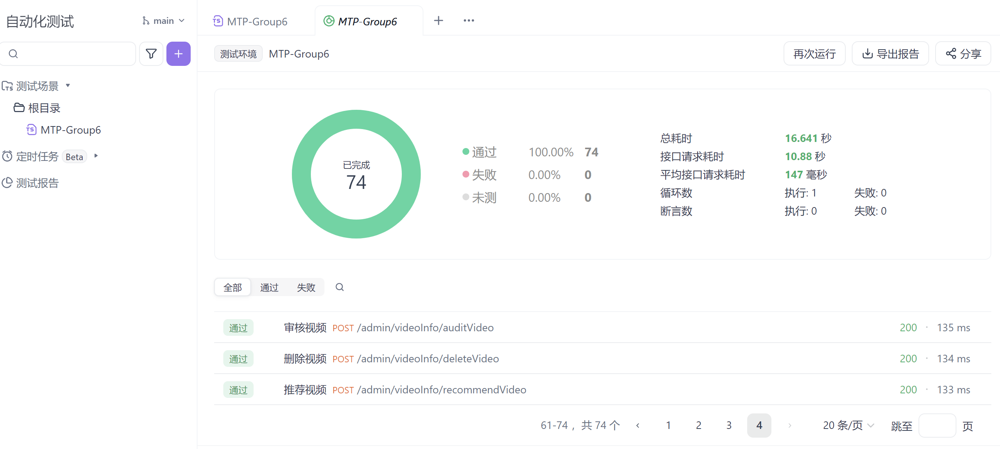 自动化测试
main
测试场景
根目录
MTP-Group6
定时任务 Beta
测试报告
MTP-Group6
MTP-Group6
测试环境 MTP-Group6
再次运行
导出报告
分享
已完成
74
通过 100.00% 74
失败 0.00% 0
未测 0.00% 0
总耗时 16.641 秒
接口请求耗时 10.88 秒
平均接口请求耗时 147 毫秒
循环数 执行: 1 失败: 0
断言数 执行: 0 失败: 0
全部 通过 失败
通过 审核视频 POST /admin/videoInfo/auditVideo 200 · 135 ms
通过 删除视频 POST /admin/videoInfo/deleteVideo 200 · 134 ms
通过 推荐视频 POST /admin/videoInfo/recommendVideo 200 · 133 ms
61-74 ，共 74 个 1 2 3 4 20 条/页 跳至 页